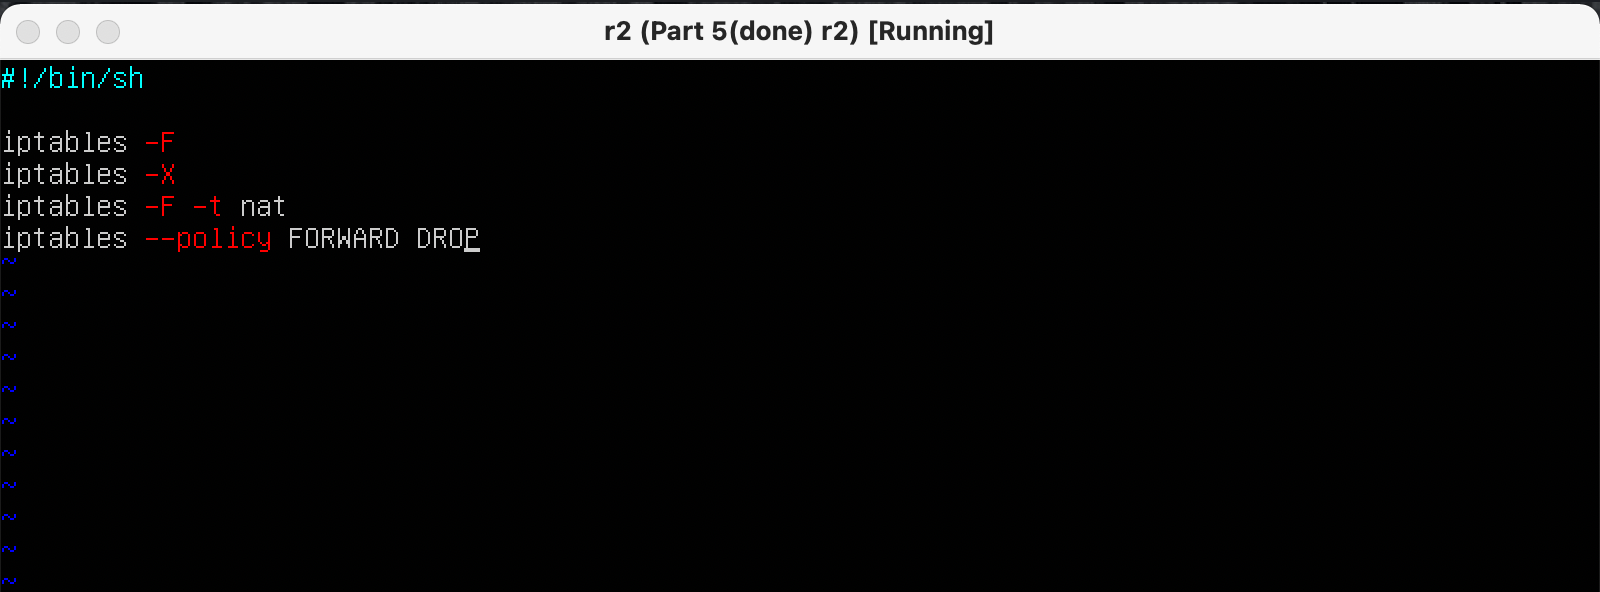 r2 (Part 5(done) r2) [Running]
#!/bin/sh
iptables -F
iptables -X
iptables -F -t nat
iptables --policy FORWARD DROP
~
~
~
~
~
~
~
~
~
~
~